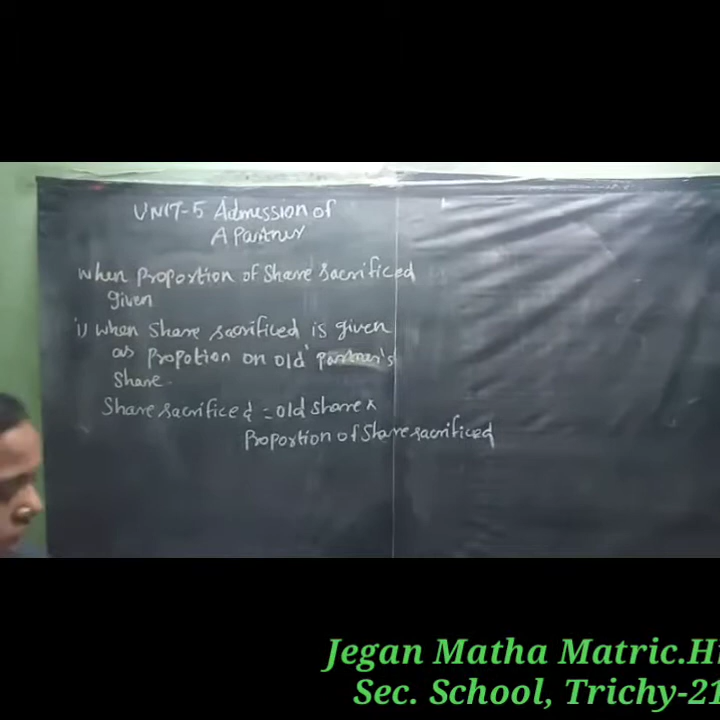 UNIT-5 Admission of
A Partner
when Proportion of Share sacrificed
given
i) when Share sacrificed is given
as Propotion on old partner's
Share.
Share sacrificed = old share x
Proportion of Share sacrificed
Jegan Matha Matric.Hi
Sec. School, Trichy-21